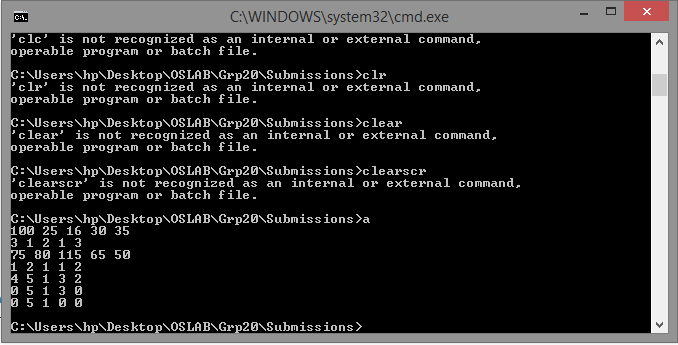 C:\WINDOWS\system32\cmd.exe
'clc' is not recognized as an internal or external command,
operable program or batch file.
C:\Users\hp\Desktop\OSLAB\Grp20\Submissions>clr
'clr' is not recognized as an internal or external command,
operable program or batch file.
C:\Users\hp\Desktop\OSLAB\Grp20\Submissions>clear
'clear' is not recognized as an internal or external command,
operable program or batch file.
C:\Users\hp\Desktop\OSLAB\Grp20\Submissions>clearscr
'clearscr' is not recognized as an internal or external command,
operable program or batch file.
C:\Users\hp\Desktop\OSLAB\Grp20\Submissions>a
100 25 16 30 35
3 1 2 1 3
75 80 115 65 50
1 2 1 1 2
4 5 1 3 2
0 5 1 3 0
0 5 1 0 0
C:\Users\hp\Desktop\OSLAB\Grp20\Submissions>